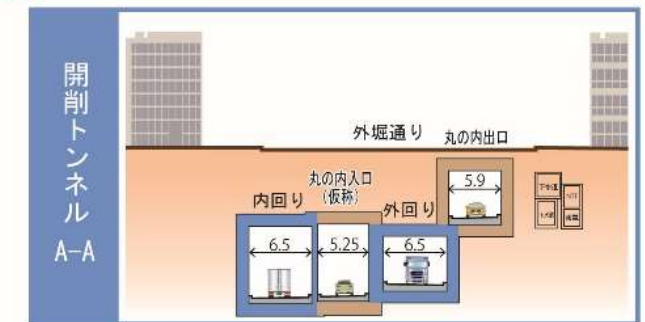 開削トンネル
A-A
外堀通り
丸の内出口
5.9
丸の内入口
(仮称)
内回り
外回り
6.5
5.25
6.5